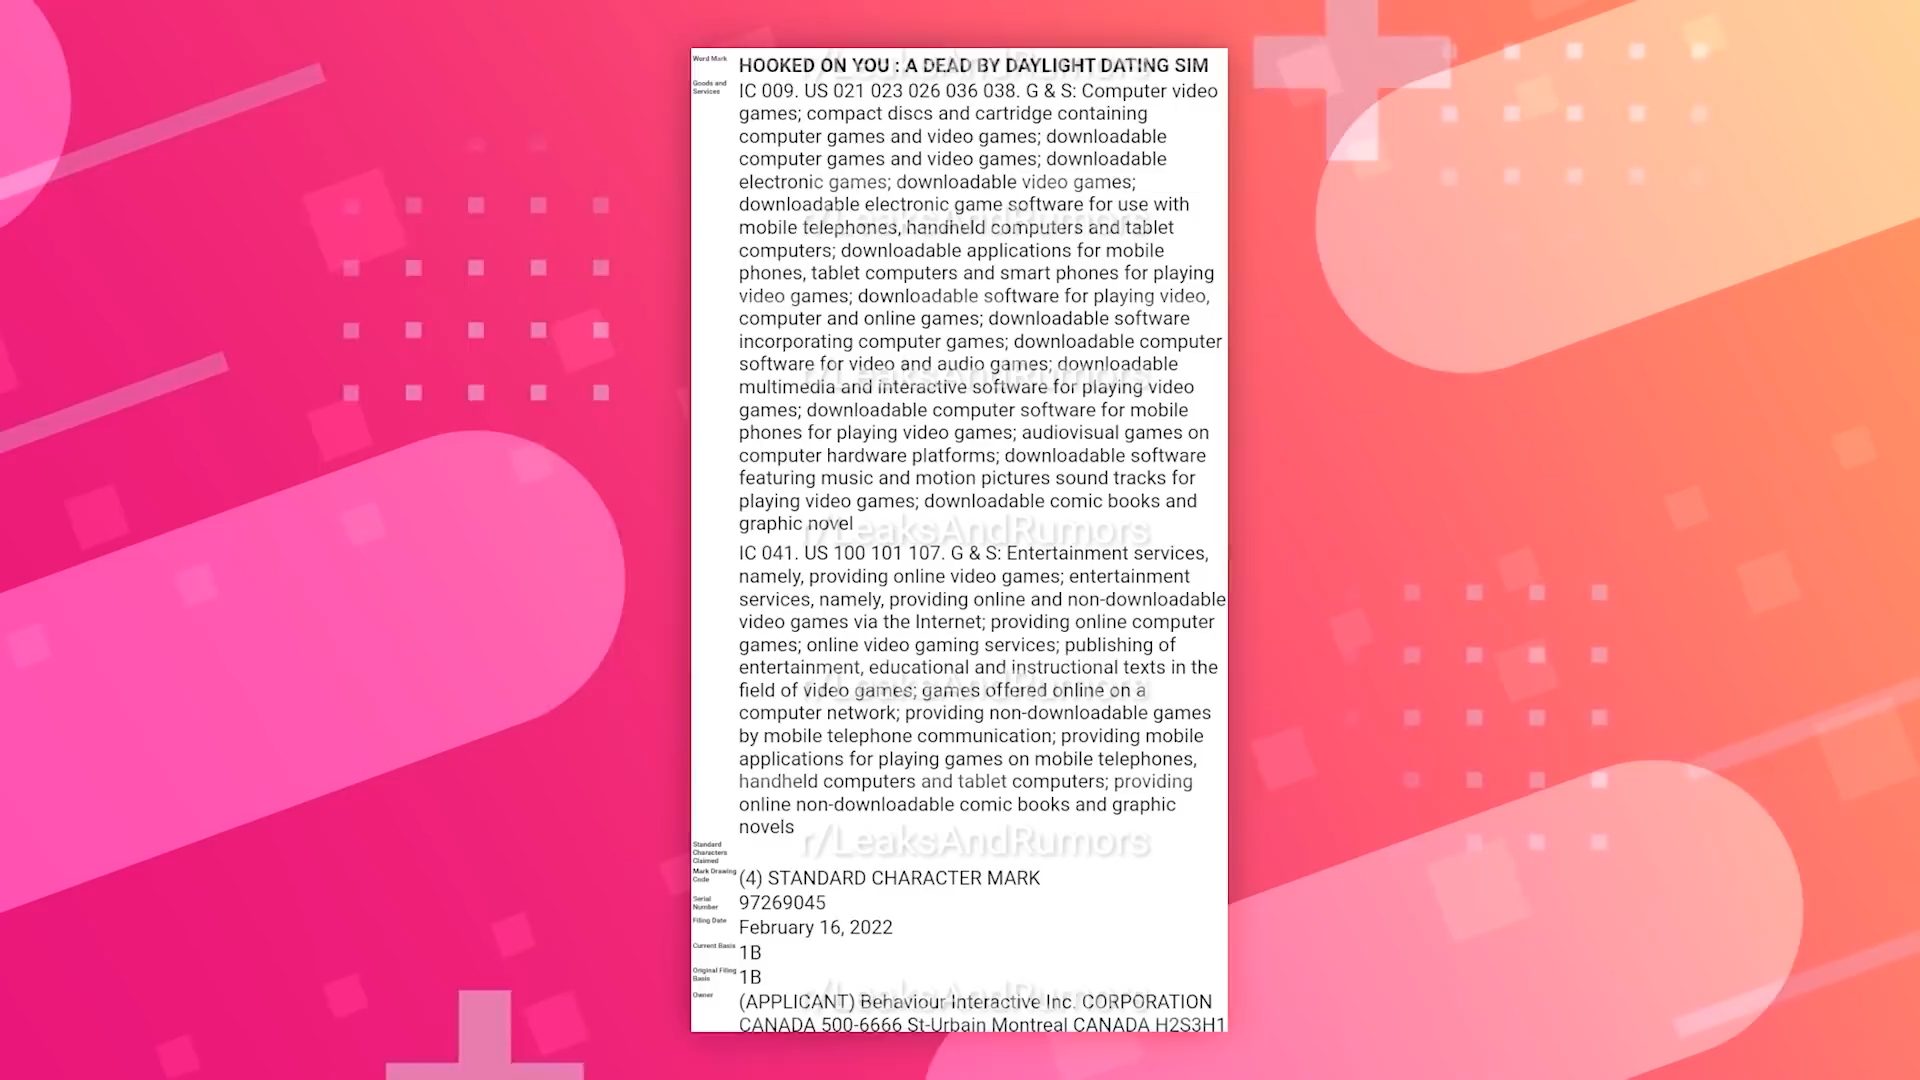 Word Mark
HOOKED ON YOU : A DEAD BY DAYLIGHT DATING SIM
Goods and
Services
IC 009. US 021 023 026 036 038. G & S: Computer video
games; compact discs and cartridge containing
computer games and video games; downloadable
computer games and video games; downloadable
electronic games; downloadable video games;
downloadable electronic game software for use with
mobile telephones, handheld computers and tablet
computers; downloadable applications for mobile
phones, tablet computers and smart phones for playing
video games; downloadable software for playing video,
computer and online games; downloadable software
incorporating computer games; downloadable computer
software for video and audio games; downloadable
multimedia and interactive software for playing video
games; downloadable computer software for mobile
phones for playing video games; audiovisual games on
computer hardware platforms; downloadable software
featuring music and motion pictures sound tracks for
playing video games; downloadable comic books and
graphic novel
r/LeaksAndRumors
IC 041. US 100 101 107. G & S: Entertainment services,
namely, providing online video games; entertainment
services, namely, providing online and non-downloadable
video games via the Internet; providing online computer
games; online video gaming services; publishing of
entertainment, educational and instructional texts in the
field of video games; games offered online on a
computer network; providing non-downloadable games
by mobile telephone communication; providing mobile
applications for playing games on mobile telephones,
handheld computers and tablet computers; providing
online non-downloadable comic books and graphic
novels
r/LeaksAndRumors
Standard
Characters
Claimed
Mark Drawing
Code
(4) STANDARD CHARACTER MARK
Serial
Number
97269045
Filing Date
February 16, 2022
Current Basis
1B
Original Filing
Basis
1B
Owner
(APPLICANT) Behaviour Interactive Inc. CORPORATION
CANADA 500-6666 St-Urbain Montreal CANADA H2S3H1